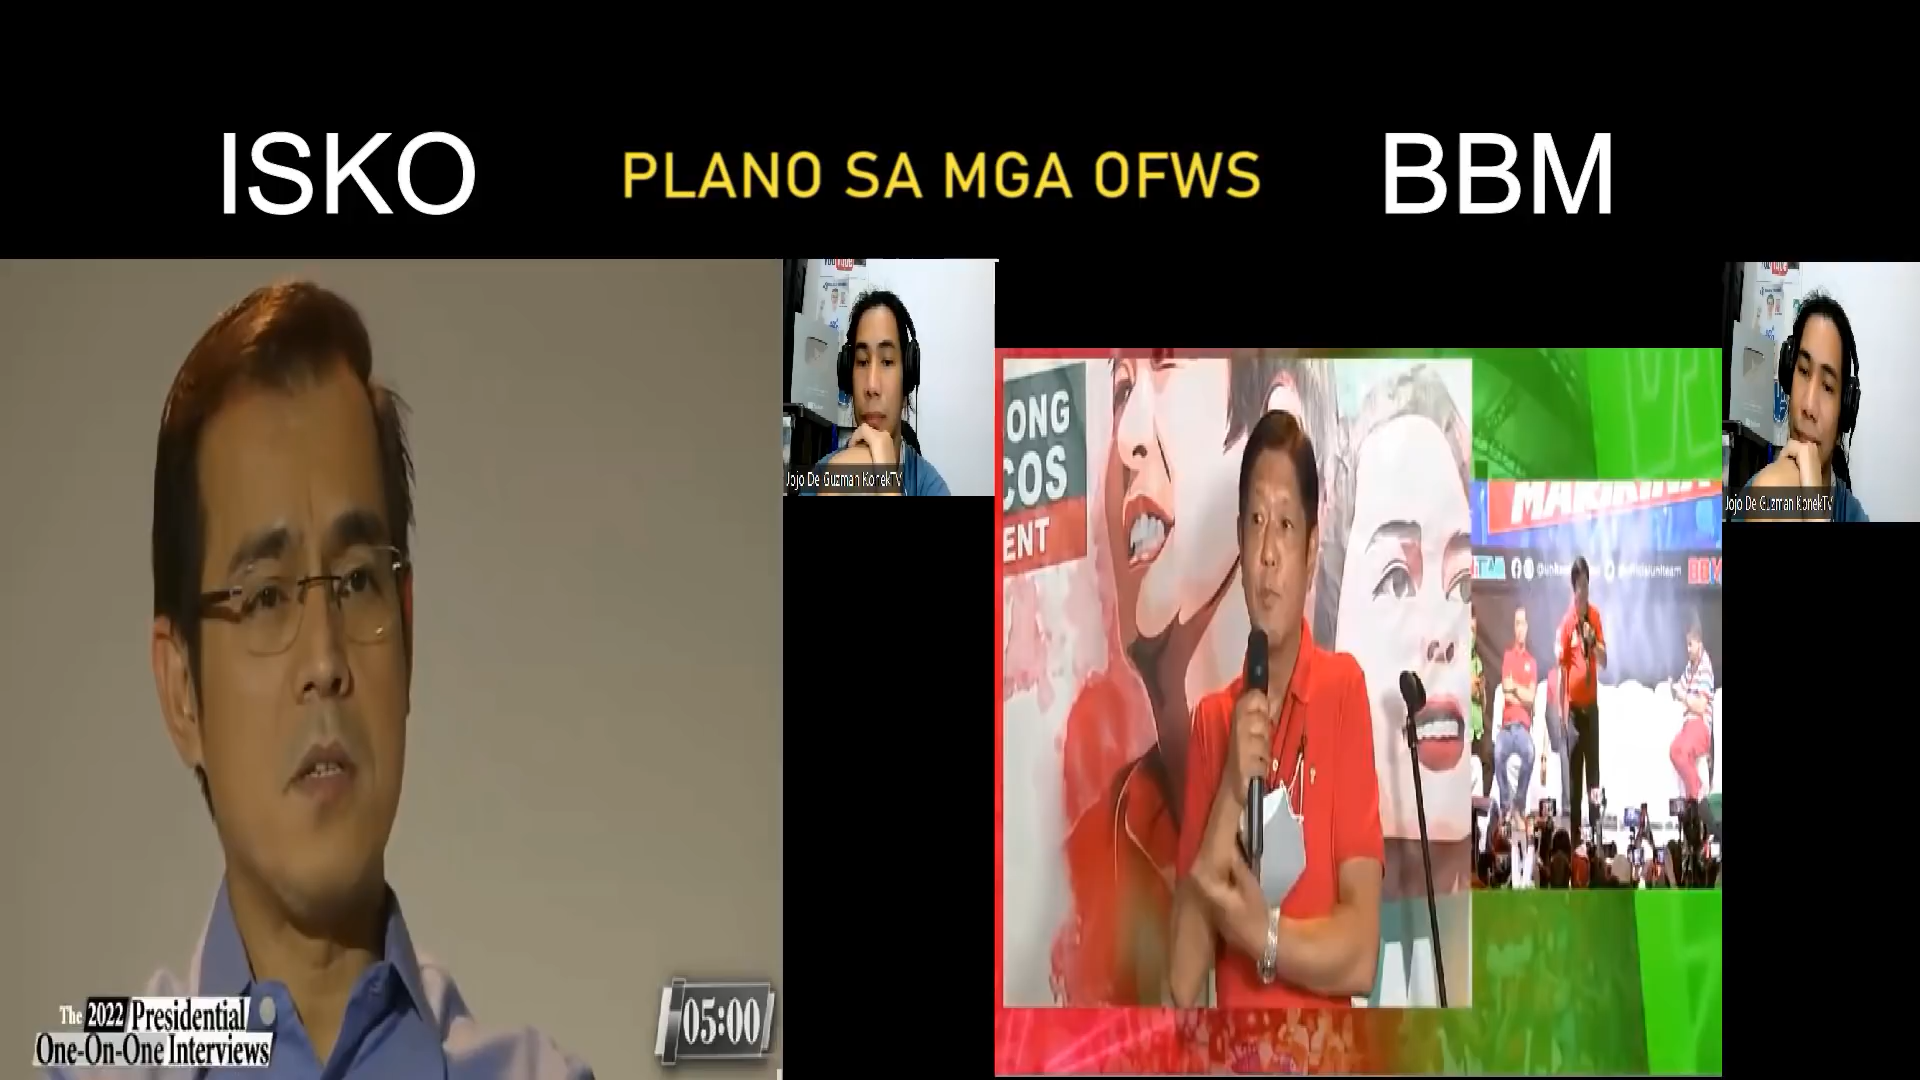 ISKO
PLANO SA MGA OFWS
BBM
Jojo De Guzman KonekTV
Jojo De Guzman KonekTV
ONG
COS
ENT
The 2022 Presidential
One-On-One Interviews
05:00